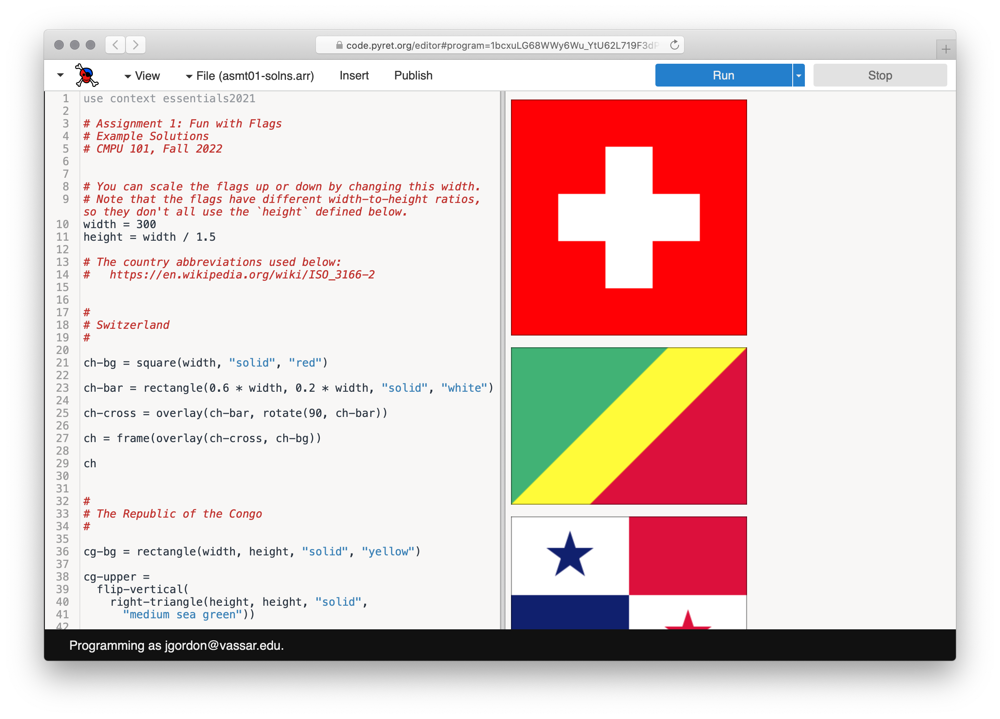 code.pyret.org/editor#program=1bcxuLG68WWy6Wu_YtU62L719F3dP
View
File (asmt01-solns.arr)
Insert
Publish
Run
Stop
1 use context essentials2021
2
3 # Assignment 1: Fun with Flags
4 # Example Solutions
5 # CMPU 101, Fall 2022
6
7
8 # You can scale the flags up or down by changing this width.
9 # Note that the flags have different width-to-height ratios,
so they don't all use the `height` defined below.
10 width = 300
11 height = width / 1.5
12
13 # The country abbreviations used below:
14 #   https://en.wikipedia.org/wiki/ISO_3166-2
15
16
17 #
18 # Switzerland
19 #
20
21 ch-bg = square(width, "solid", "red")
22
23 ch-bar = rectangle(0.6 * width, 0.2 * width, "solid", "white")
24
25 ch-cross = overlay(ch-bar, rotate(90, ch-bar))
26
27 ch = frame(overlay(ch-cross, ch-bg))
28
29 ch
30
31
32 #
33 # The Republic of the Congo
34 #
35
36 cg-bg = rectangle(width, height, "solid", "yellow")
37
38 cg-upper =
39   flip-vertical(
40     right-triangle(height, height, "solid",
41       "medium sea green"))
42
Programming as jgordon@vassar.edu.